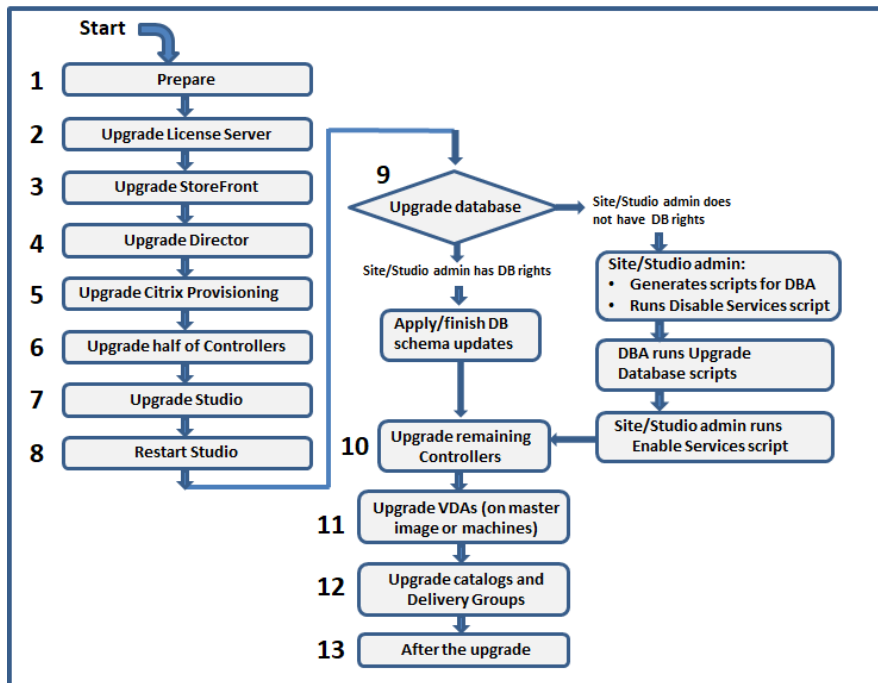 Start
1
Prepare
2
Upgrade License Server
3
Upgrade StoreFront
4
Upgrade Director
5
Upgrade Citrix Provisioning
6
Upgrade half of Controllers
7
Upgrade Studio
8
Restart Studio
9
Upgrade database
Site/Studio admin does
not have DB rights
Site/Studio admin has DB rights
Site/Studio admin:
• Generates scripts for DBA
• Runs Disable Services script
Apply/finish DB
schema updates
DBA runs Upgrade
Database scripts
Site/Studio admin runs
Enable Services script
10
Upgrade remaining
Controllers
11
Upgrade VDAs (on master
image or machines)
12
Upgrade catalogs and
Delivery Groups
13
After the upgrade